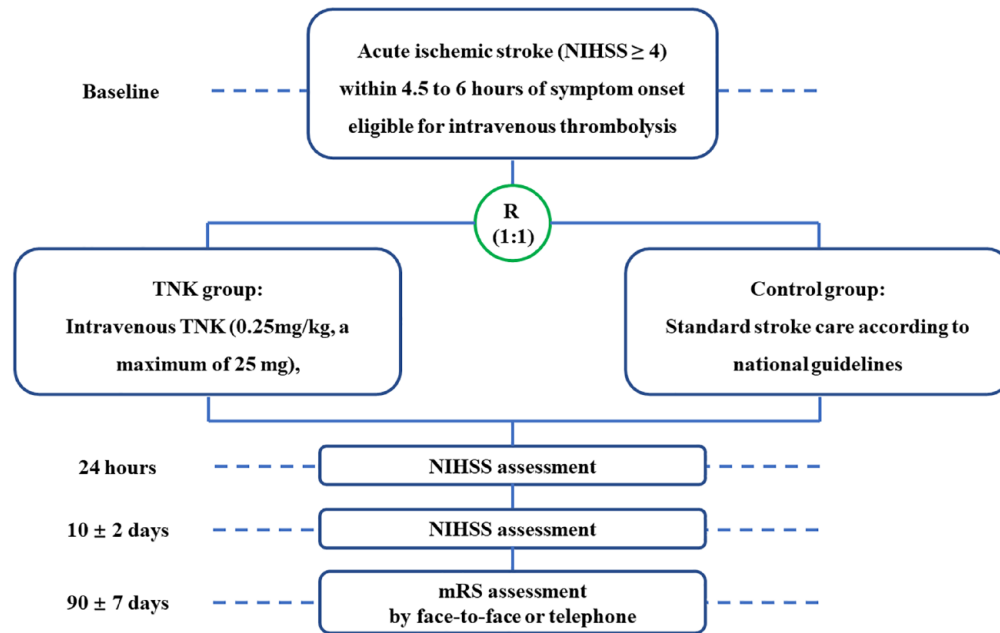 Acute ischemic stroke (NIHSS ≥ 4)
Baseline
within 4.5 to 6 hours of symptom onset
eligible for intravenous thrombolysis
R
(1:1)
TNK group:
Intravenous TNK (0.25mg/kg, a
maximum of 25 mg),
Control group:
Standard stroke care according to
national guidelines
24 hours
NIHSS assessment
10 ± 2 days
NIHSS assessment
90 ± 7 days
mRS assessment
by face-to-face or telephone